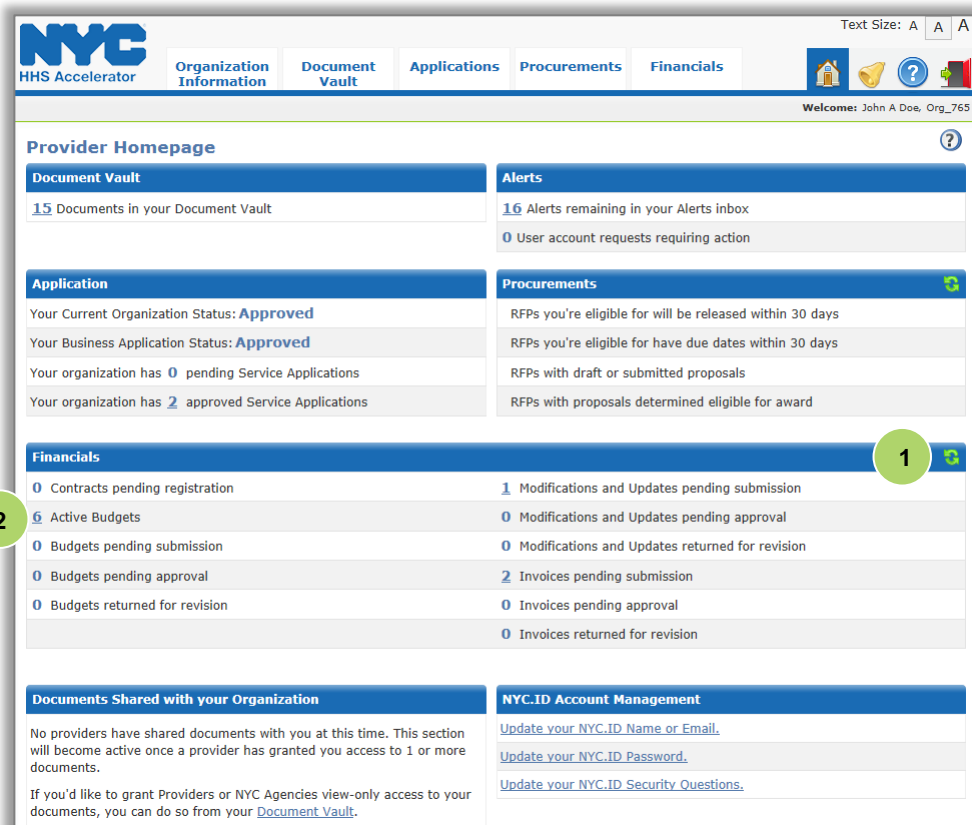 Text Size: A A A
NYC
HHS Accelerator
Organization Information
Document Vault
Applications
Procurements
Financials
?
Welcome: John A Doe, Org_765
Provider Homepage
?
Document Vault
15 Documents in your Document Vault
Alerts
16 Alerts remaining in your Alerts inbox
0 User account requests requiring action
Application
Your Current Organization Status: Approved
Your Business Application Status: Approved
Your organization has 0 pending Service Applications
Your organization has 2 approved Service Applications
Procurements
RFPs you're eligible for will be released within 30 days
RFPs you're eligible for have due dates within 30 days
RFPs with draft or submitted proposals
RFPs with proposals determined eligible for award
Financials
1
0 Contracts pending registration
2
6 Active Budgets
0 Budgets pending submission
0 Budgets pending approval
0 Budgets returned for revision
1 Modifications and Updates pending submission
0 Modifications and Updates pending approval
0 Modifications and Updates returned for revision
2 Invoices pending submission
0 Invoices pending approval
0 Invoices returned for revision
Documents Shared with your Organization
No providers have shared documents with you at this time. This section
will become active once a provider has granted you access to 1 or more
documents.
If you'd like to grant Providers or NYC Agencies view-only access to your
documents, you can do so from your Document Vault.
NYC.ID Account Management
Update your NYC.ID Name or Email.
Update your NYC.ID Password.
Update your NYC.ID Security Questions.